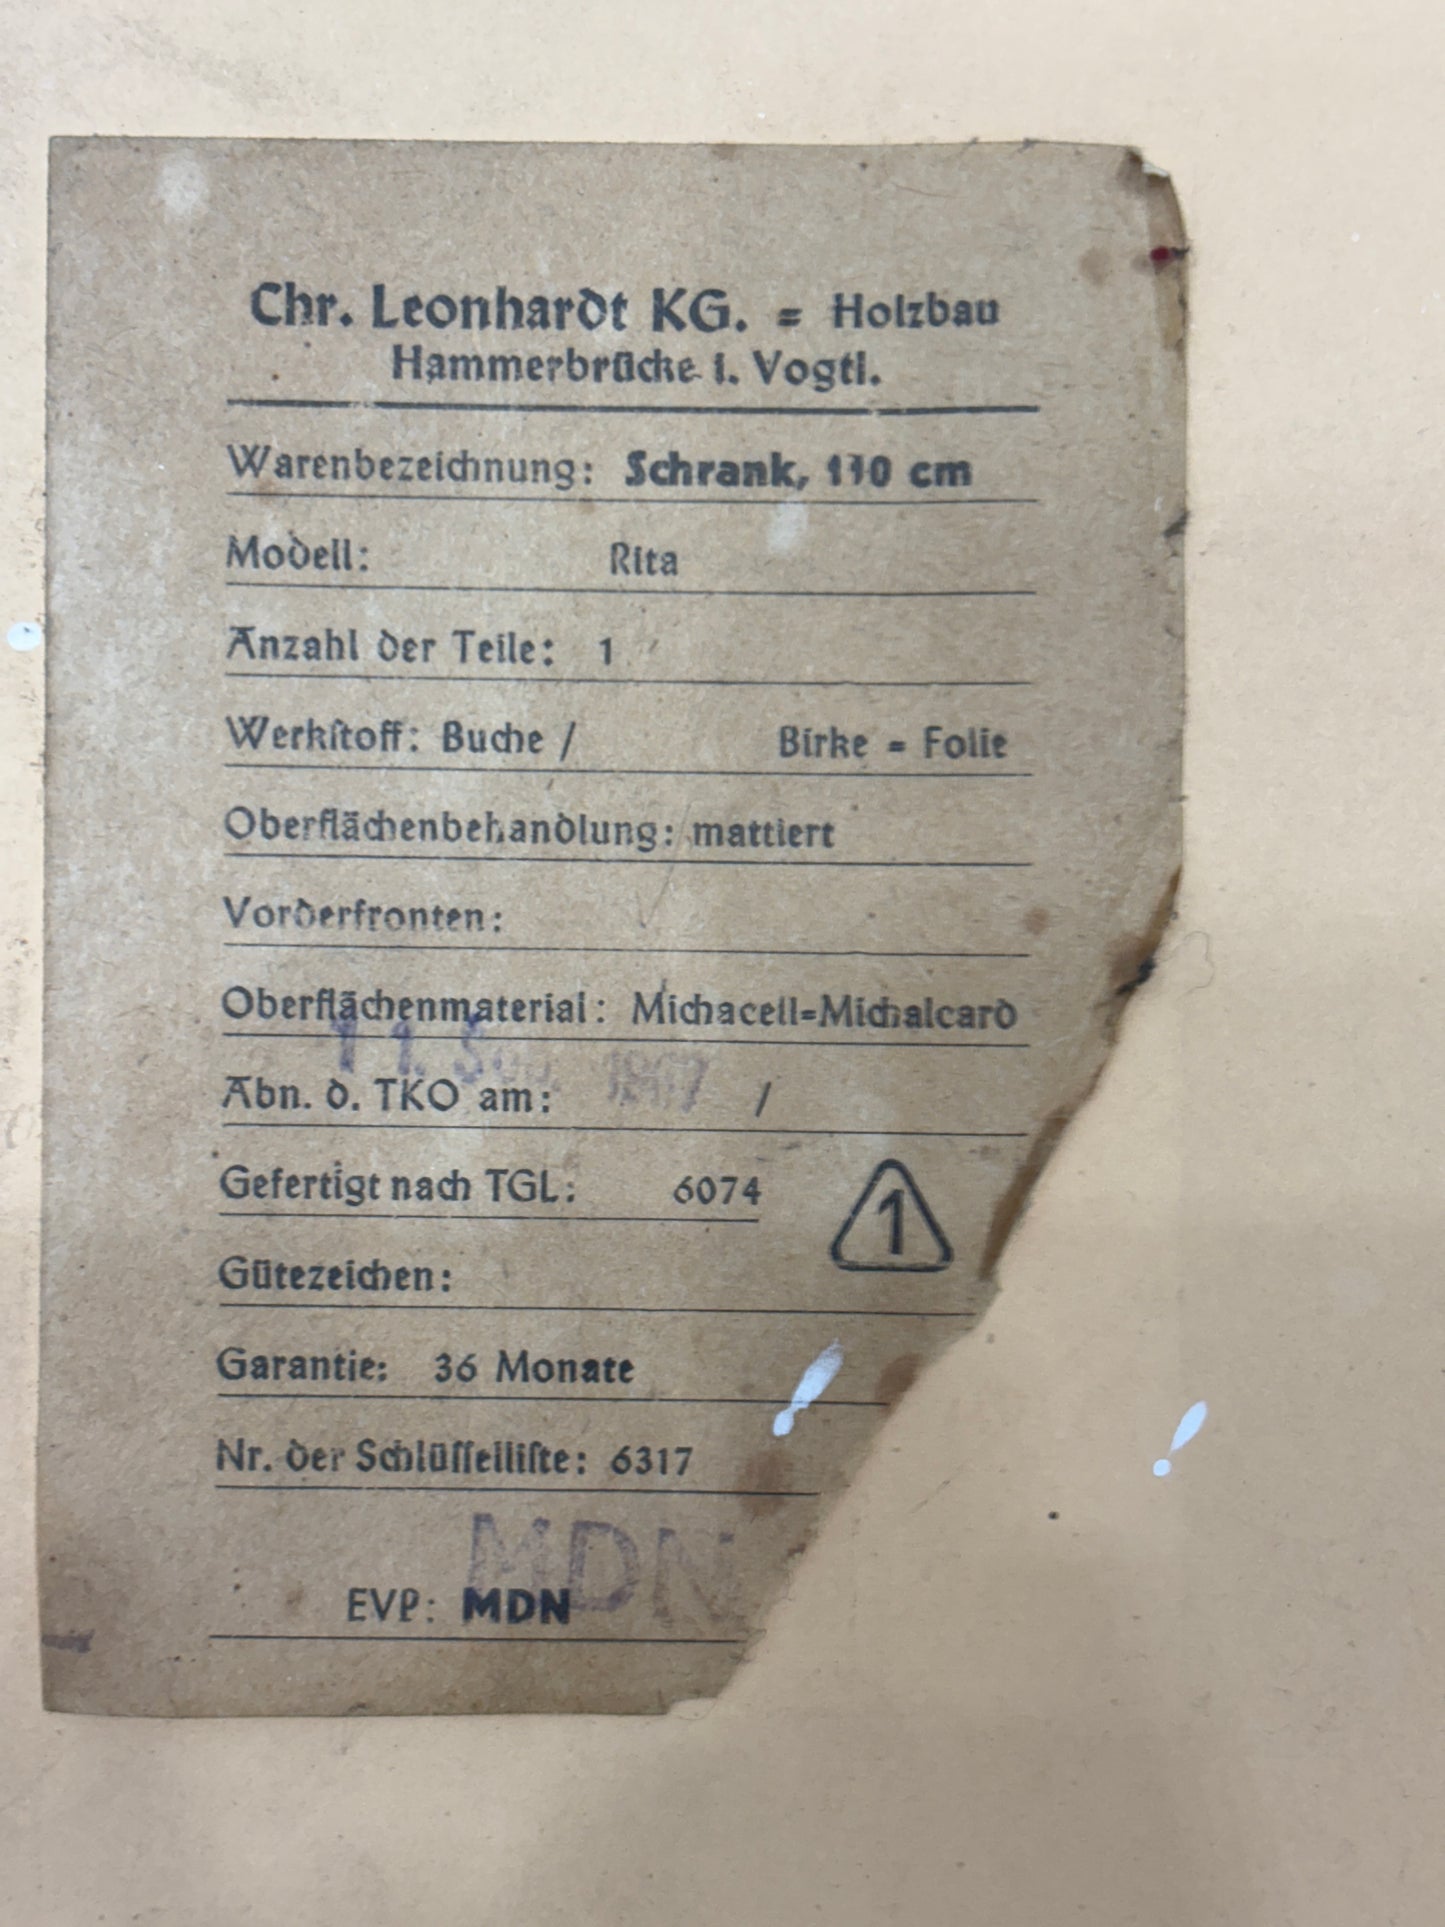 Chr. Leonhardt KG. = Holzbau
Hammerbrücke i. Vogtl.
Warenbezeichnung: Schrank, 110 cm
Modell: Rita
Anzahl der Teile: 1
Werkſtoff: Buche / Birke = Folie
Oberflächenbehandlung: mattiert
Vorderfronten:
Oberflächenmaterial: Michacell=Michalcard
11.
Abn. d. TKO am: /
Gefertigt nach TGL: 6074
1
Gütezeichen:
Garantie: 36 Monate
Nr. der Schlüſſelliſte: 6317
MDN
EVP: MDN